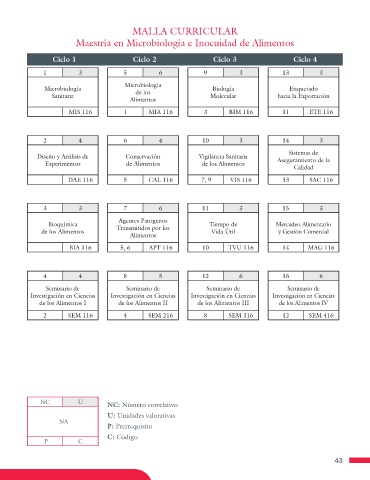 MALLA CURRICULAR
Maestría en Microbiología e Inocuidad de Alimentos
Ciclo 1 Ciclo 2 Ciclo 3 Ciclo 4
1 3 5 6 9 3 13 3
Microbiología
Sanitaria
Microbiología
de los
Alimentos
Biología
Molecular
Etiquetado
hacia la Exportación
MIS 116 1 MIA 116 3 BIM 116 11 ETE 116
2 4 6 4 10 3 14 3
Diseño y Análisis de
Experimentos
Conservación
de Alimentos
Vigilancia Sanitaria
de los Alimentos
Sistemas de
Aseguramiento de la
Calidad
DAE 116 5 CAL 116 7, 9 VIS 116 13 SAC 116
3 3 7 6 11 3 15 3
Bioquímica
de los Alimentos
Agentes Patógenos
Transmitidos por los
Alimentos
Tiempo de
Vida Útil
Mercadeo Alimentario
y Gestión Comercial
BIA 116 5, 6 APT 116 10 TVU 116 14 MAG 116
4 4 8 5 12 6 16 6
Seminario de
Investigación en Ciencias
de los Alimentos I
Seminario de
Investigación en Ciencias
de los Alimentos II
Seminario de
Investigación en Ciencias
de los Alimentos III
Seminario de
Investigación en Ciencias
de los Alimentos IV
2 SEM 116 4 SEM 216 8 SEM 316 12 SEM 416
NC U
NA
P C
NC: Número correlativo
U: Unidades valorativas
P: Prerrequisito
C: Código
43